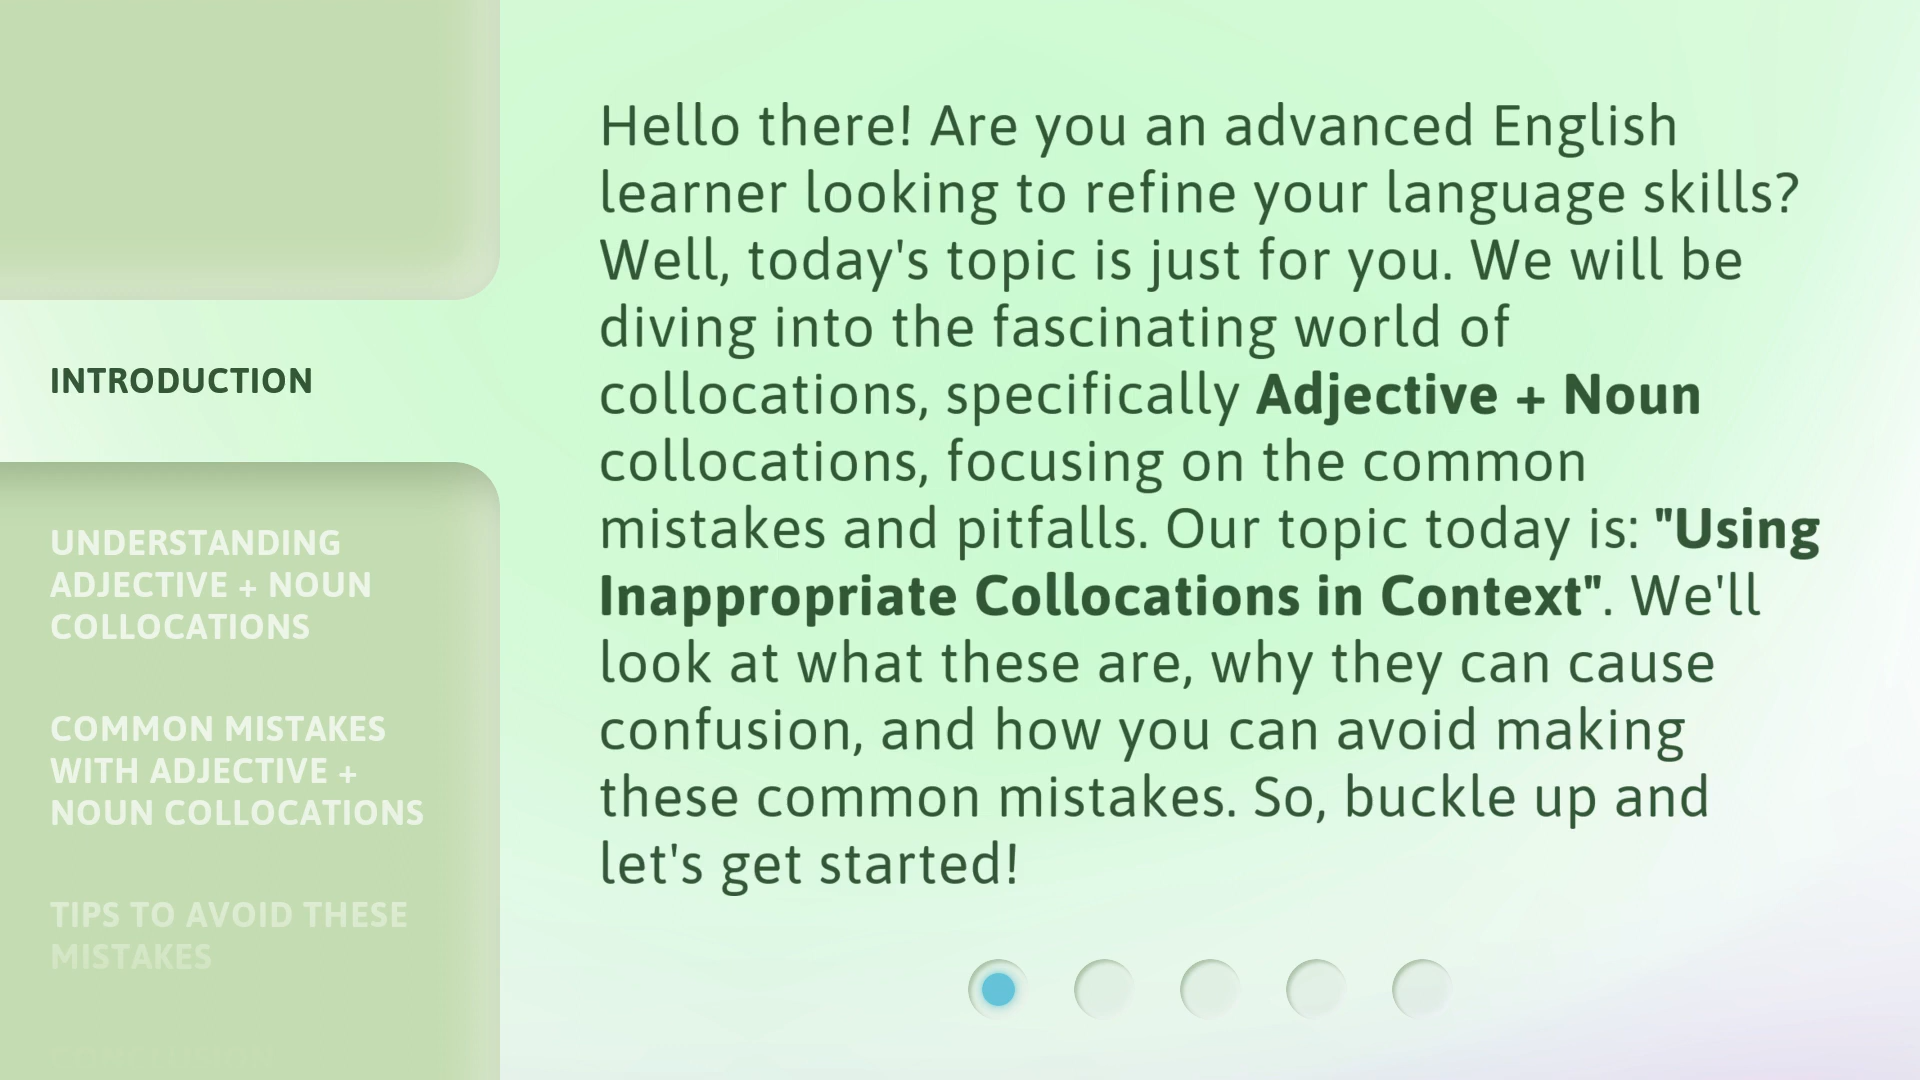 INTRODUCTION
UNDERSTANDING
ADJECTIVE + NOUN
COLLOCATIONS
COMMON MISTAKES
WITH ADJECTIVE +
NOUN COLLOCATIONS
TIPS TO AVOID THESE
MISTAKES
CONCLUSION
Hello there! Are you an advanced English
learner looking to refine your language skills?
Well, today's topic is just for you. We will be
diving into the fascinating world of
collocations, specifically Adjective + Noun
collocations, focusing on the common
mistakes and pitfalls. Our topic today is: "Using
Inappropriate Collocations in Context". We'll
look at what these are, why they can cause
confusion, and how you can avoid making
these common mistakes. So, buckle up and
let's get started!